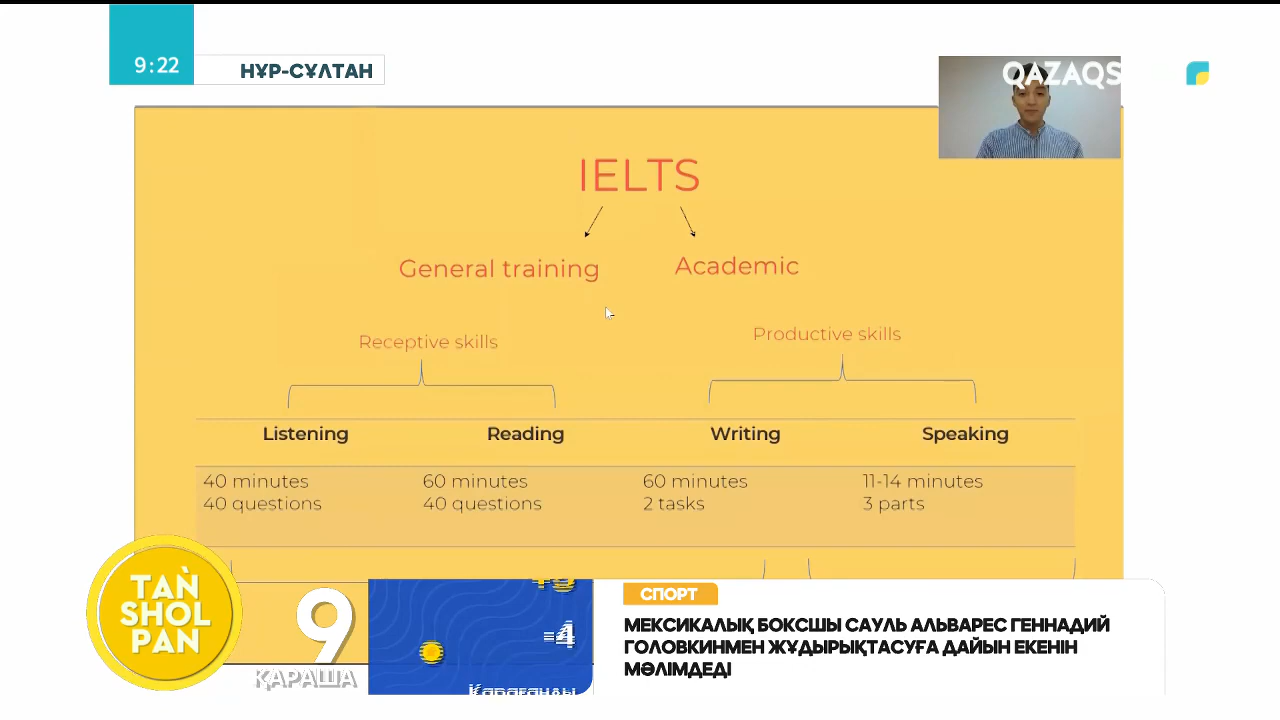 9:22
НҰР-СҰЛТАН
QAZAQS
IELTS
General training
Academic
Receptive skills
Productive skills
Listening
Reading
Writing
Speaking
40 minutes
40 questions
60 minutes
40 questions
60 minutes
2 tasks
11-14 minutes
3 parts
TAŃ
SHOL
PAN
9
ҚАРАША
Қарағанды
СПОРТ
МЕКСИКАЛЫҚ БОКСШЫ САУЛЬ АЛЬВАРЕС ГЕННАДИЙ
ГОЛОВКИНМЕН ЖҰДЫРЫҚТАСУҒА ДАЙЫН ЕКЕНІН
МӘЛІМДЕДІ